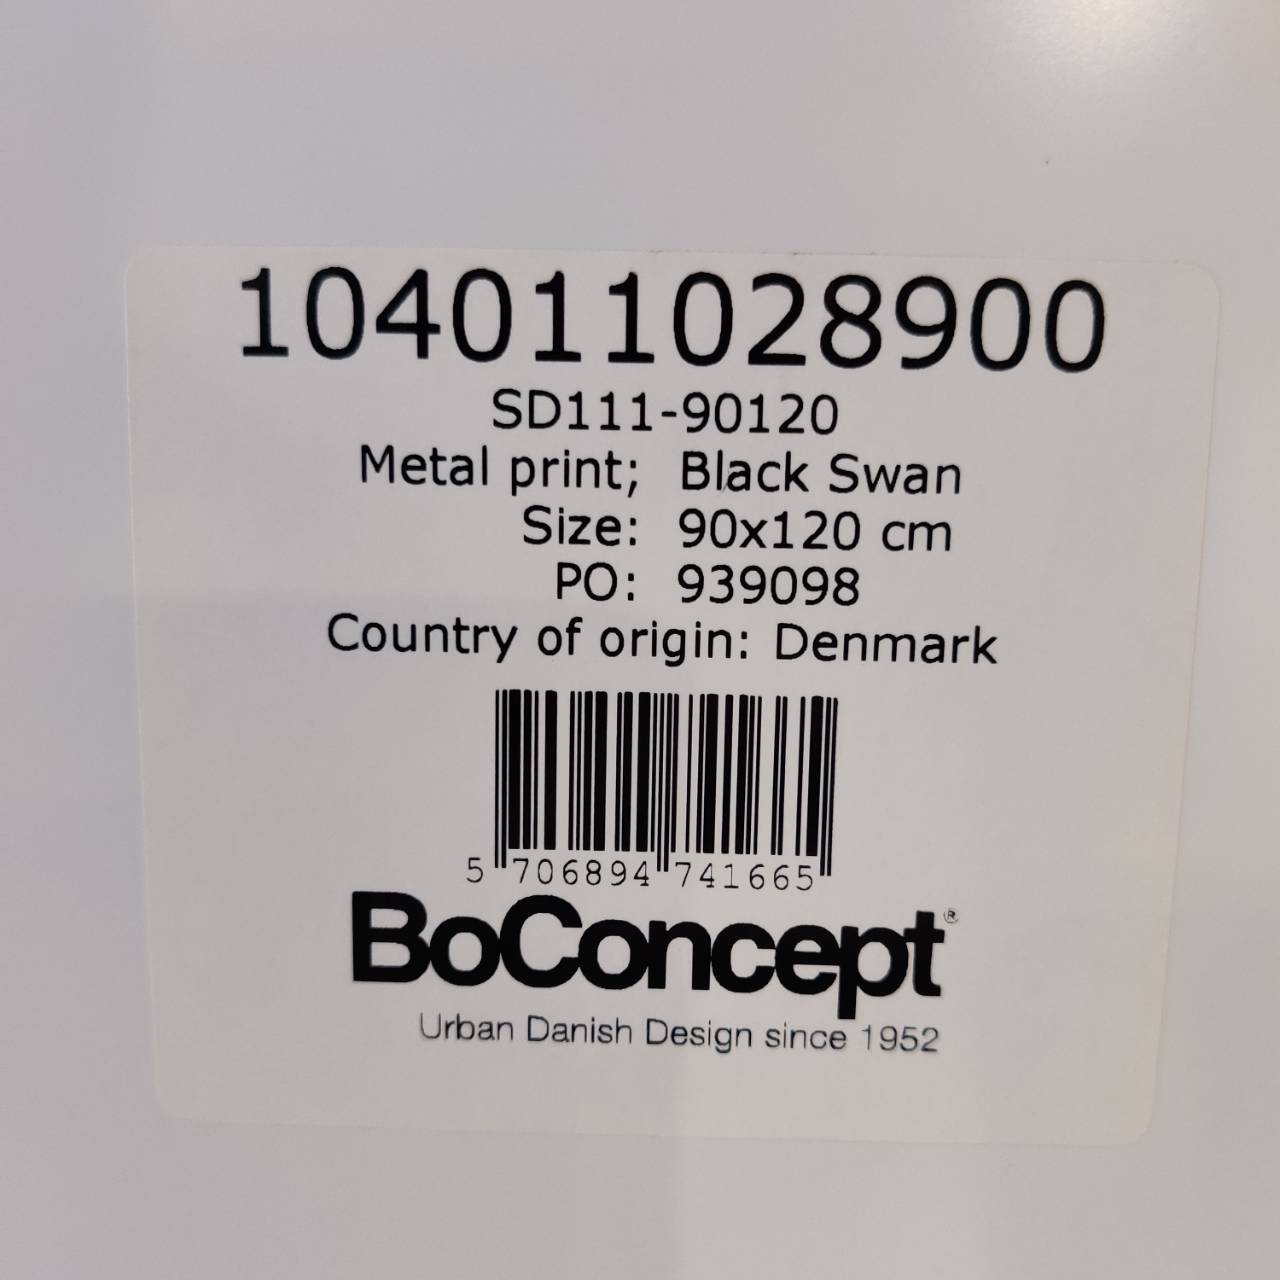 104011028900
SD111-90120
Metal print; Black Swan
Size: 90x120 cm
PO: 939098
Country of origin: Denmark
5 706894 741665
BoConcept®
Urban Danish Design since 1952